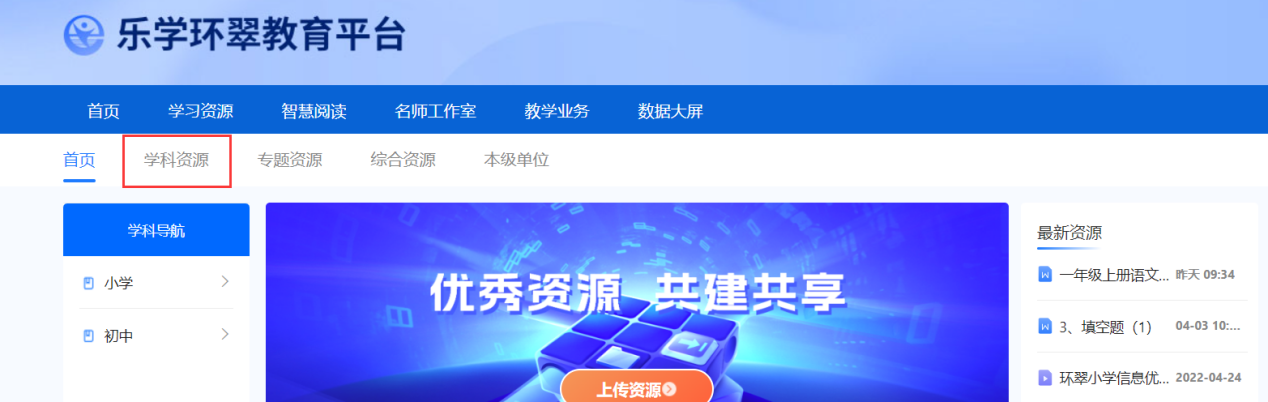 乐学环翠教育平台
首页 学习资源 智慧阅读 名师工作室 教学业务 数据大屏
首页 学科资源 专题资源 综合资源 本级单位
学科导航
小学
初中
优秀资源 共建共享
上传资源
最新资源
一年级上册语文... 昨天 09:34
3、填空题（1） 04-03 10:...
环翠小学信息优... 2022-04-24